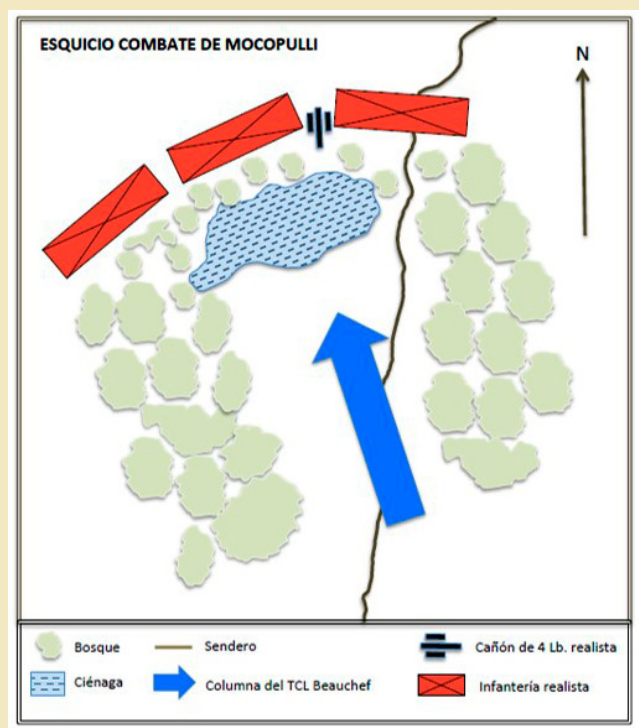 ESQUICIO COMBATE DE MOCOPULLI
N
Bosque
Sendero
Cañón de 4 Lb. realista
Ciénaga
Columna del TCL Beauchef
Infantería realista